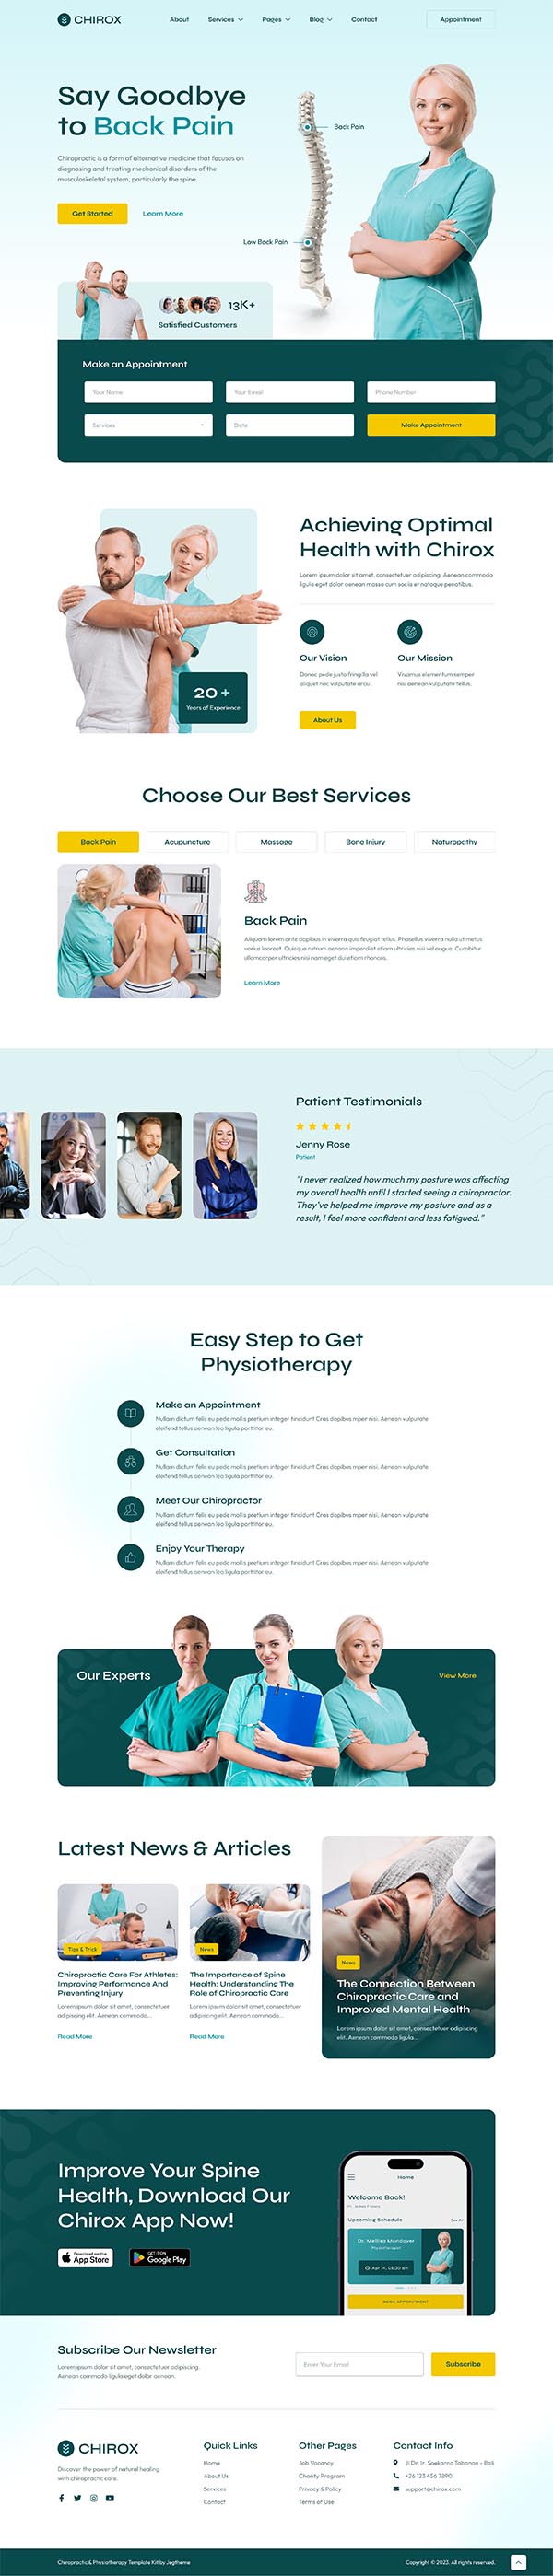 CHIROX
About
Services
Pages
Blog
Contact
Appointment
Say Goodbye
to Back Pain
Chiropractic is a form of alternative medicine that focuses on
diagnosing and treating mechanical disorders of the
musculoskeletal system, particularly the spine.
Get Started
Learn More
Back Pain
Low Back Pain
13K+
Satisfied Customers
Make an Appointment
Your Name
Your Email
Phone Number
Services
Date
Make Appointment
Achieving Optimal
Health with Chirox
Lorem ipsum dolor sit amet, consectetuer adipiscing. Aenean commodo
ligula eget dolor aenean massa cum socia et natoque penatibus.
20 +
Years of Experience
Our Vision
Donec pede justo fringilla vel
aliquet nec vulputate arcu.
Our Mission
Vivamus elementum semper
nisi aenean vulputate tellus.
About Us
Choose Our Best Services
Back Pain
Acupuncture
Massage
Bone Injury
Naturopathy
Back Pain
Aliquam lorem ante dapibus in viverra quis feugiat tellus. Phasellus viverra nulla ut metus
varius laoreet. Quisque rutrum aenean imperdiet etiam ultricies nisi vel augue. Curabitur
ullamcorper ultricies nisi nam eget dui etiam rhoncus.
Learn More
Patient Testimonials
Jenny Rose
Patient
"I never realized how much my posture was affecting
my overall health until I started seeing a chiropractor.
They've helped me improve my posture and as a
result, I feel more confident and less fatigued."
Easy Step to Get
Physiotherapy
Make an Appointment
Nullam dictum felis eu pede mollis pretium integer tincidunt Cras dapibus mper nisi. Aenean vulputate
eleifend tellus aenean leo ligula porttitor eu.
Get Consultation
Nullam dictum felis eu pede mollis pretium integer tincidunt Cras dapibus mper nisi. Aenean vulputate
eleifend tellus aenean leo ligula porttitor eu.
Meet Our Chiropractor
Nullam dictum felis eu pede mollis pretium integer tincidunt Cras dapibus mper nisi. Aenean vulputate
eleifend tellus aenean leo ligula porttitor eu.
Enjoy Your Therapy
Nullam dictum felis eu pede mollis pretium integer tincidunt Cras dapibus mper nisi. Aenean vulputate
eleifend tellus aenean leo ligula porttitor eu.
Our Experts
View More
Latest News & Articles
Tips & Trick
Chiropractic Care For Athletes:
Improving Performance And
Preventing Injury
Lorem ipsum dolor sit amet, consectetuer
adipiscing elit. Aenean commodo...
Read More
News
The Importance of Spine
Health: Understanding The
Role of Chiropractic Care
Lorem ipsum dolor sit amet, consectetuer
adipiscing elit. Aenean commodo...
Read More
News
The Connection Between
Chiropractic Care and
Improved Mental Health
Lorem ipsum dolor sit amet, consectetuer adipiscing
elit. Aenean commodo ligula...
Improve Your Spine
Health, Download Our
Chirox App Now!
Download on the
App Store
GET IT ON
Google Play
Home
Welcome Back!
Upcoming Schedule
See All
Dr. Mellisa Mondover
Physiotherapist
Apr 14, 08:30 am
BOOK APPOINTMENT
Subscribe Our Newsletter
Lorem ipsum dolor sit amet, consectetuer adipiscing.
Aenean commodo ligula eget dolor aenean.
Enter Your Email
Subscribe
CHIROX
Discover the power of natural healing
with chiropractic care.
Quick Links
Home
About Us
Services
Contact
Other Pages
Job Vacancy
Charity Program
Privacy & Policy
Terms of Use
Contact Info
Jl Dr. Ir. Soekarno Tabanan - Bali
+26 123 456 7890
support@chirox.com
Chiropractic & Physiotherapy Template Kit by Jegtheme
Copyright © 2023. All rights reserved.